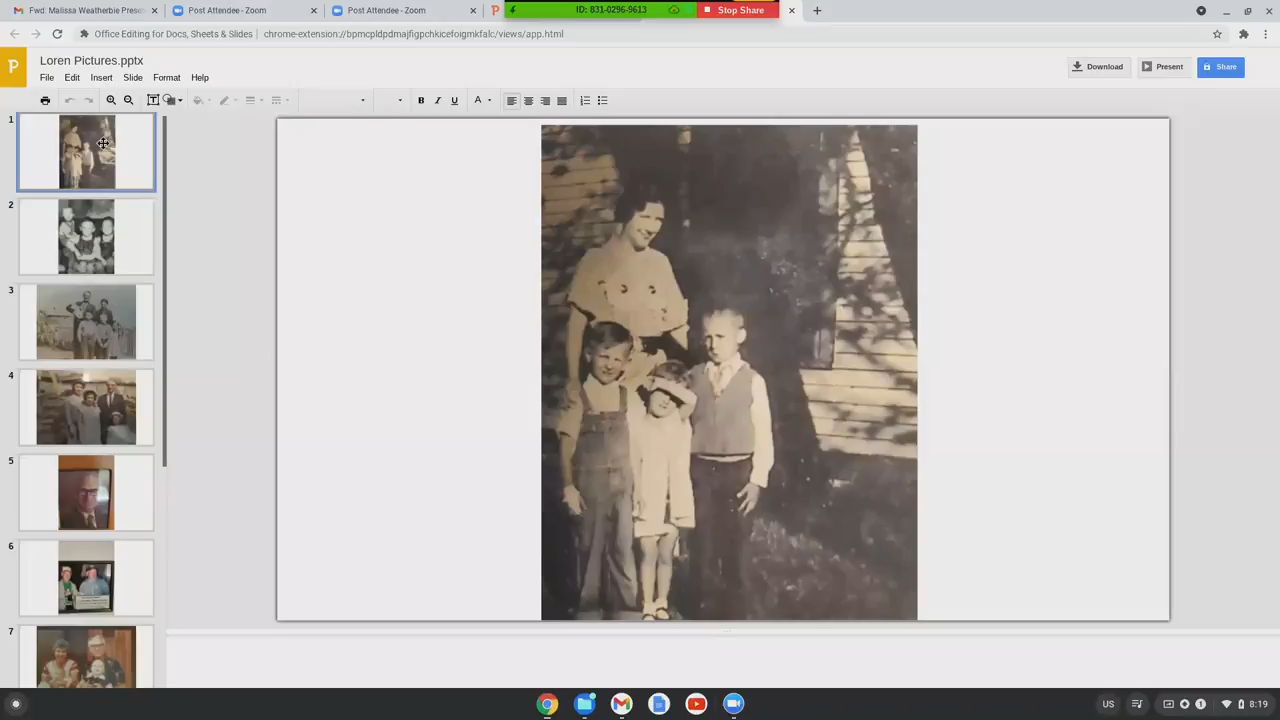 Fwd: Malissa Weatherbie Prese
Post Attendee - Zoom
Post Attendee - Zoom
ID: 831-0296-9613
Stop Share
Office Editing for Docs, Sheets & Slides
chrome-extension://bpmcpldpdmajfigpchkicefoigmkfalc/views/app.html
P
Loren Pictures.pptx
File Edit Insert Slide Format Help
Download
Present
Share
T
B I U A
1
2
3
4
5
6
7
US
8:19